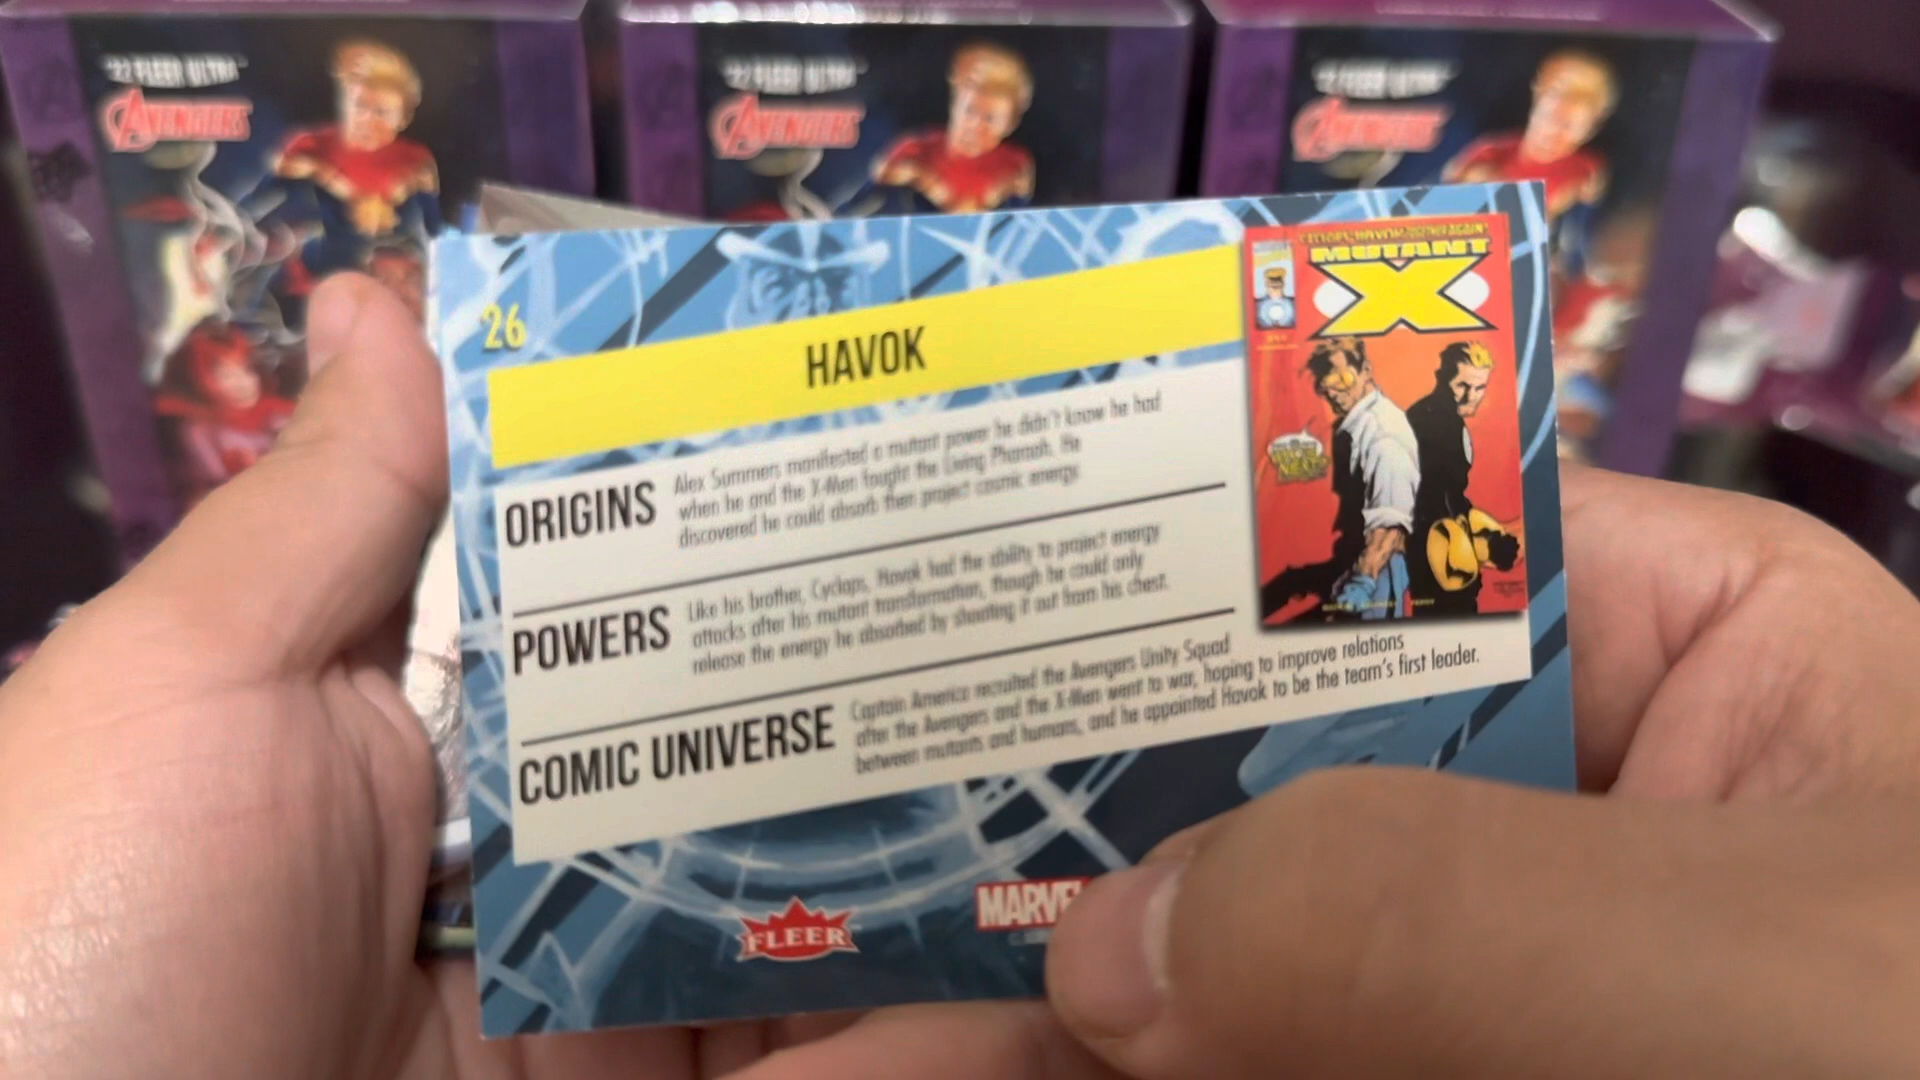 '22 FLEER ULTRA
AVENGERS
'22 FLEER ULTRA
AVENGERS
'22 FLEER ULTRA
AVENGERS
26
HAVOK
MUTANT
X
ORIGINS
Alex Summers manifested a mutant power he didn't know he had
when he and the X-Men fought the Living Pharaoh. He
discovered he could absorb then project cosmic energy.
POWERS
Like his brother, Cyclops, Havok had the ability to project energy
attacks after his mutant transformation, though he could only
release the energy he absorbed by shooting it out from his chest.
COMIC UNIVERSE
Captain America recruited the Avengers Unity Squad
after the Avengers and the X-Men went to war, hoping to improve relations
between mutants and humans, and he appointed Havok to be the team's first leader.
FLEER
MARVE